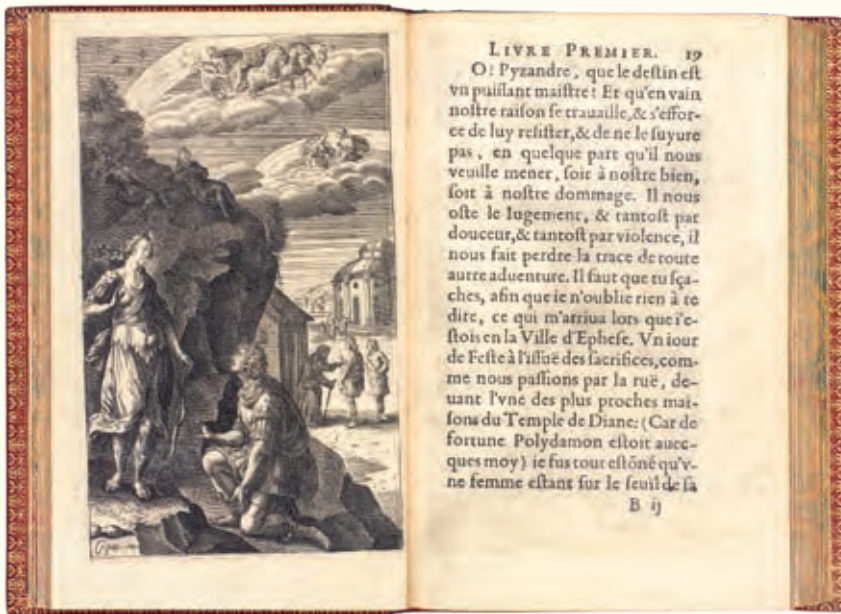 LIVRE PREMIER. 19
O! Pyzandre, que le destin est
vn puissant maistre! Et qu'en vain
nostre raison se trauaille, & s'effor-
ce de luy resister, & de ne le suyure
pas, en quelque part qu'il nous
veuille mener, soit à nostre bien,
soit à nostre dommage. Il nous
oste le Iugement, & tantost par
douceur, & tantost par violence, il
nous fait perdre la trace de toute
autre aduenture. Il faut que tu sça-
ches, afin que ie n'oublie rien à te
dire, ce qui m'arriua lors que i'e-
stois en la Ville d'Ephese. Vn iour
de Feste à l'issuë des sacrifices, com-
me nous passions par la ruë, de-
uant l'vne des plus proches mai-
sons du Temple de Diane: (Car de
fortune Polydamon estoit auec-
ques moy) ie fus tout estõné qu'v-
ne femme estant sur le seuil de sa
B ij